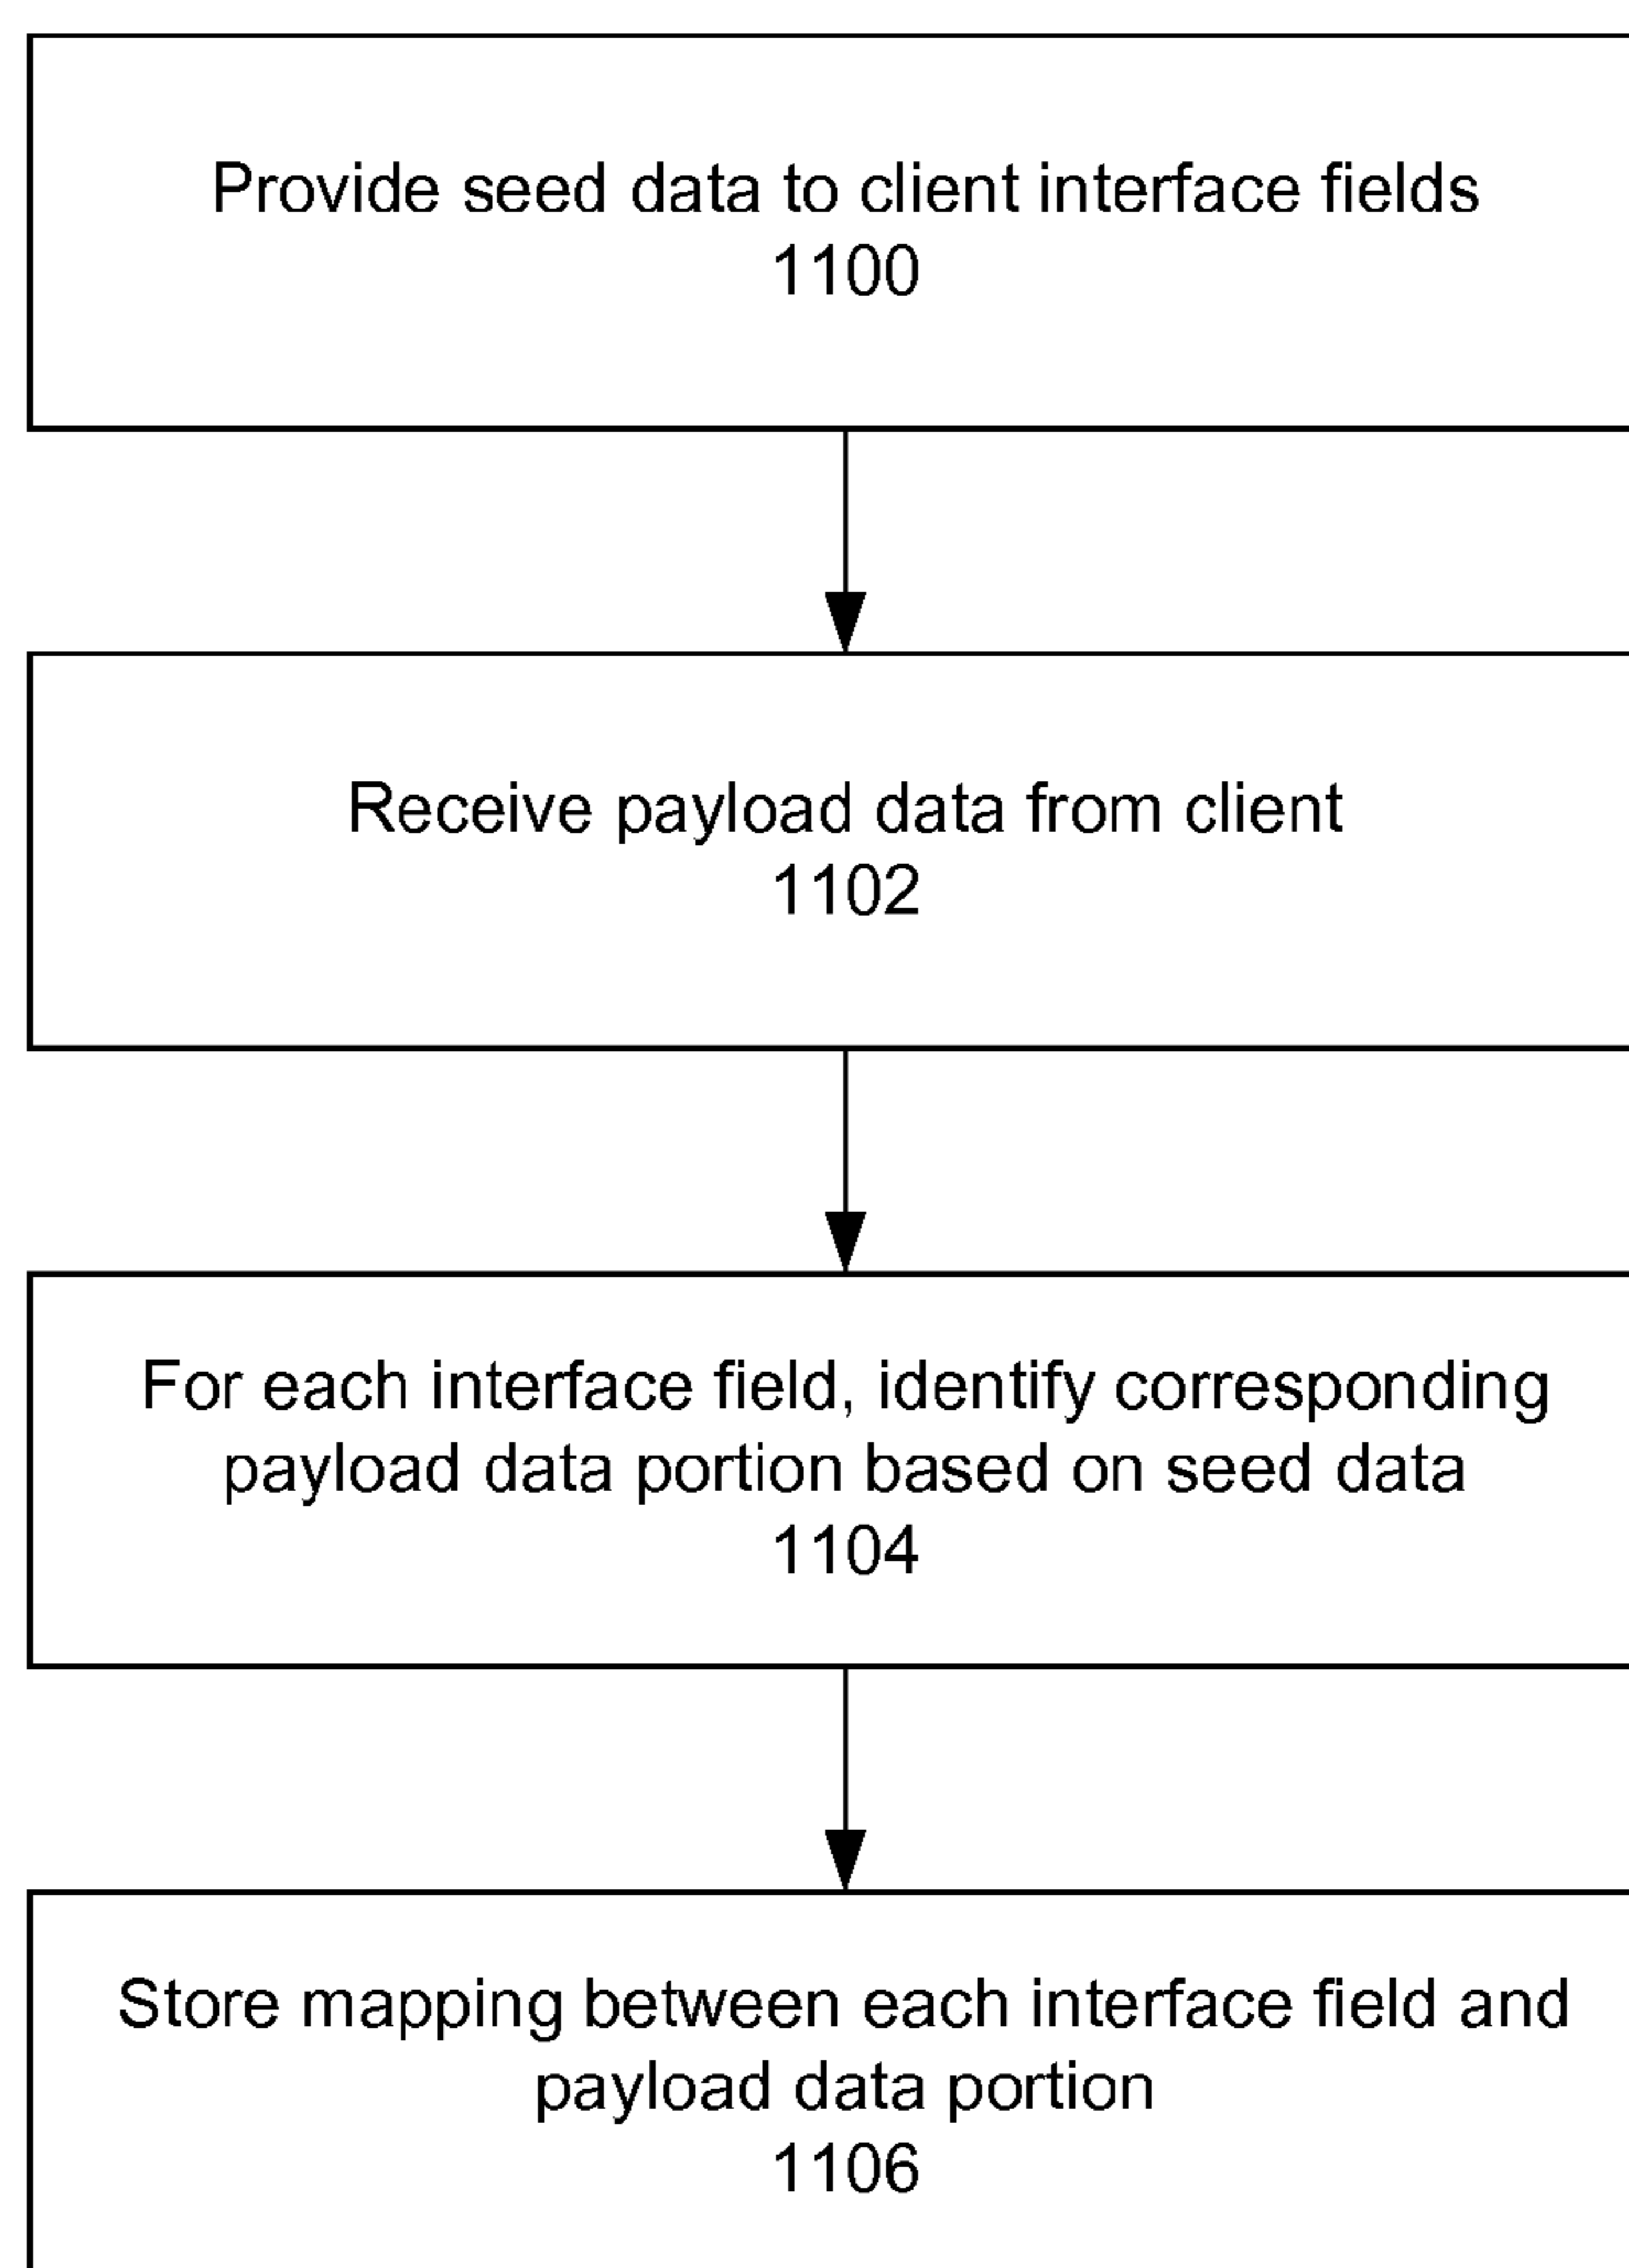 Provide seed data to client interface fields
1100
Receive payload data from client
1102
For each interface field, identify corresponding
payload data portion based on seed data
1104
Store mapping between each interface field and
payload data portion
1106